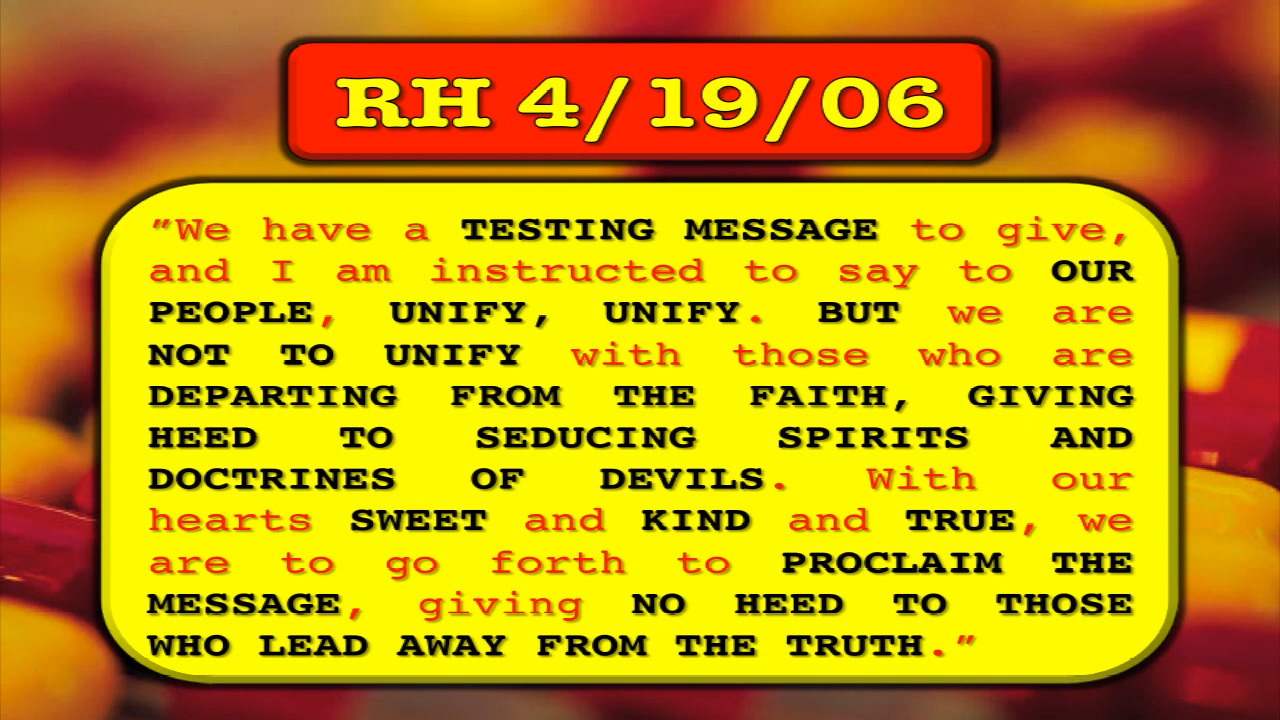 RH 4/19/06
"We have a TESTING MESSAGE to give,
and I am instructed to say to OUR
PEOPLE, UNIFY, UNIFY. BUT we are
NOT TO UNIFY with those who are
DEPARTING FROM THE FAITH, GIVING
HEED TO SEDUCING SPIRITS AND
DOCTRINES OF DEVILS. With our
hearts SWEET and KIND and TRUE, we
are to go forth to PROCLAIM THE
MESSAGE, giving NO HEED TO THOSE
WHO LEAD AWAY FROM THE TRUTH."